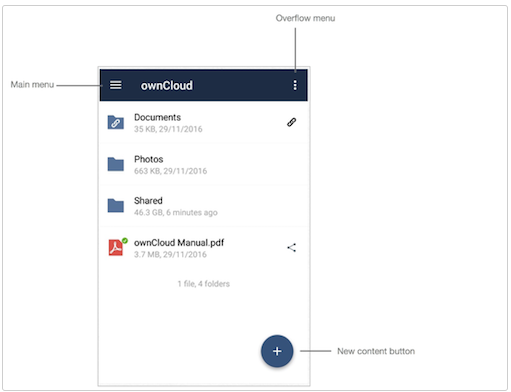 Overflow menu
Main menu
ownCloud
Documents
35 KB, 29/11/2016
Photos
663 KB, 29/11/2016
Shared
46.3 GB, 6 minutes ago
ownCloud Manual.pdf
3.7 MB, 29/11/2016
1 file, 4 folders
New content button